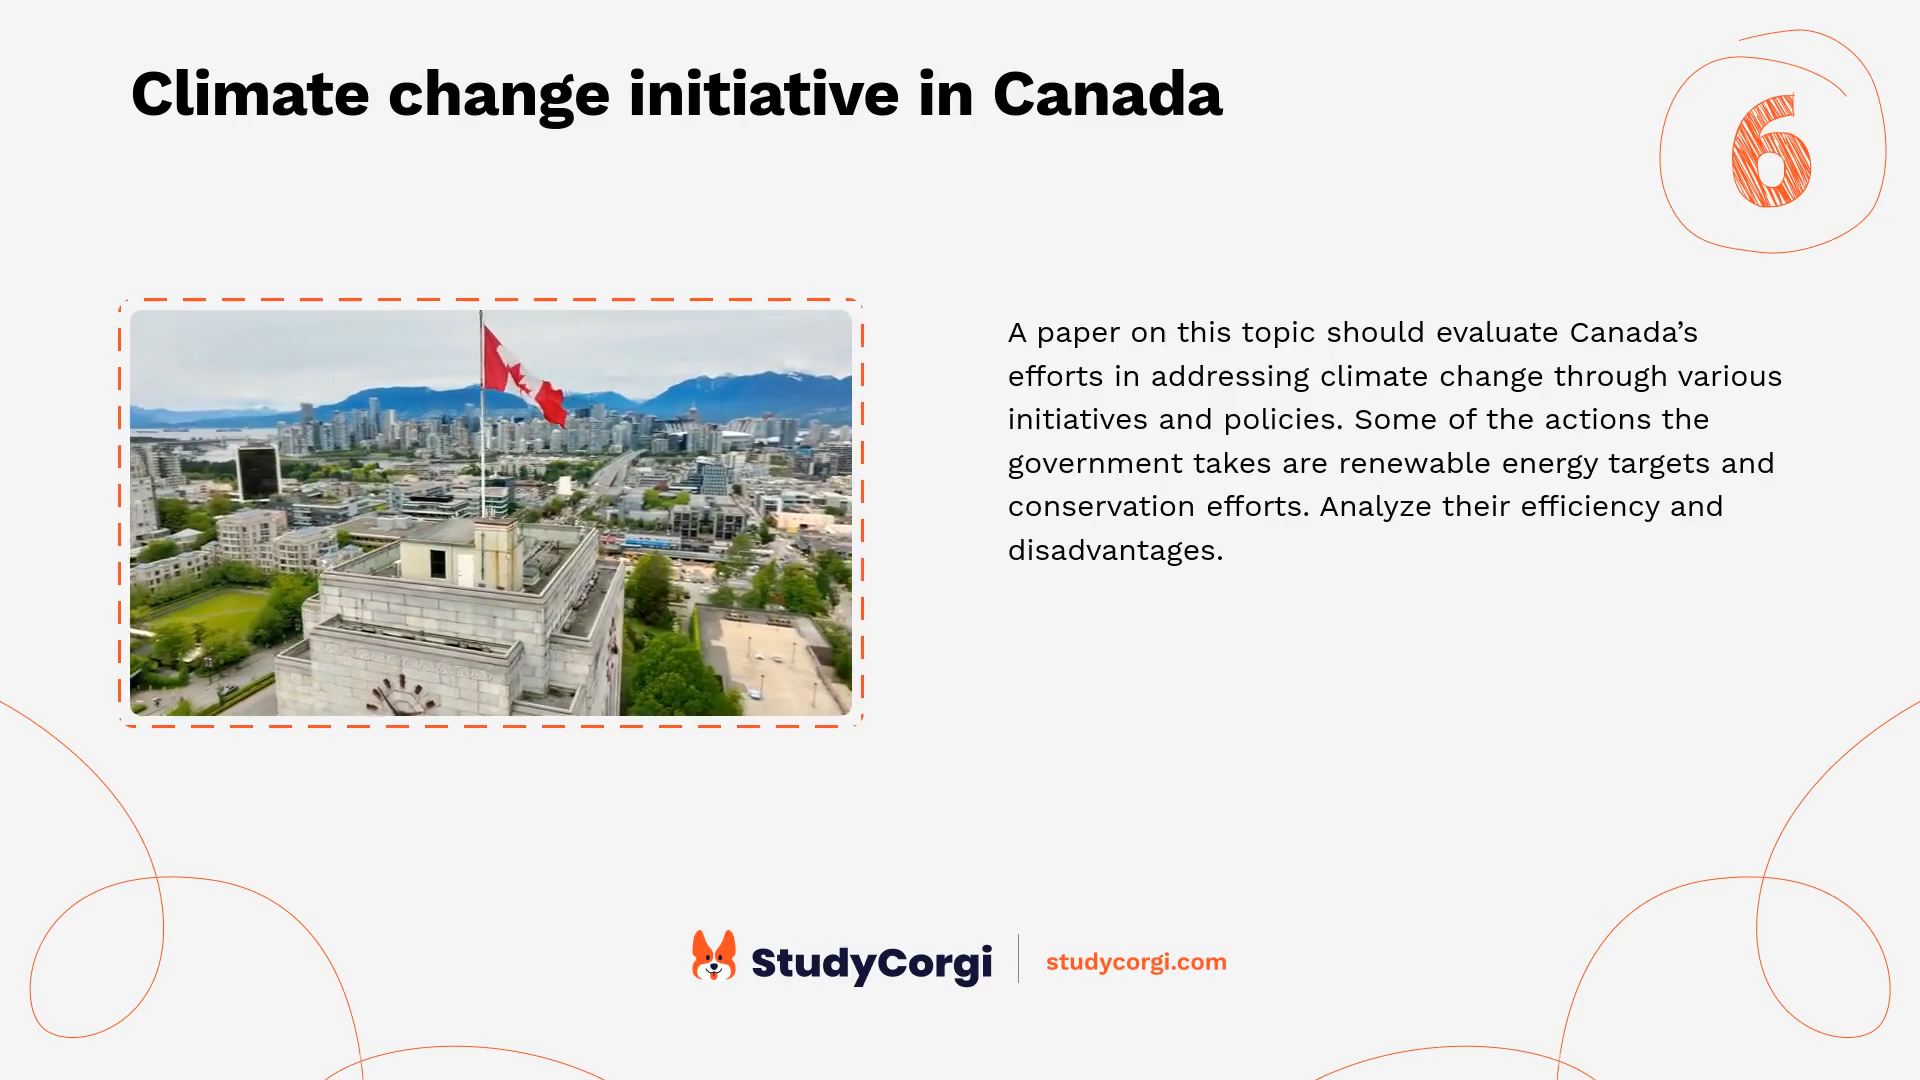 Climate change initiative in Canada
6
A paper on this topic should evaluate Canada’s
efforts in addressing climate change through various
initiatives and policies. Some of the actions the
government takes are renewable energy targets and
conservation efforts. Analyze their efficiency and
disadvantages.
StudyCorgi
studycorgi.com